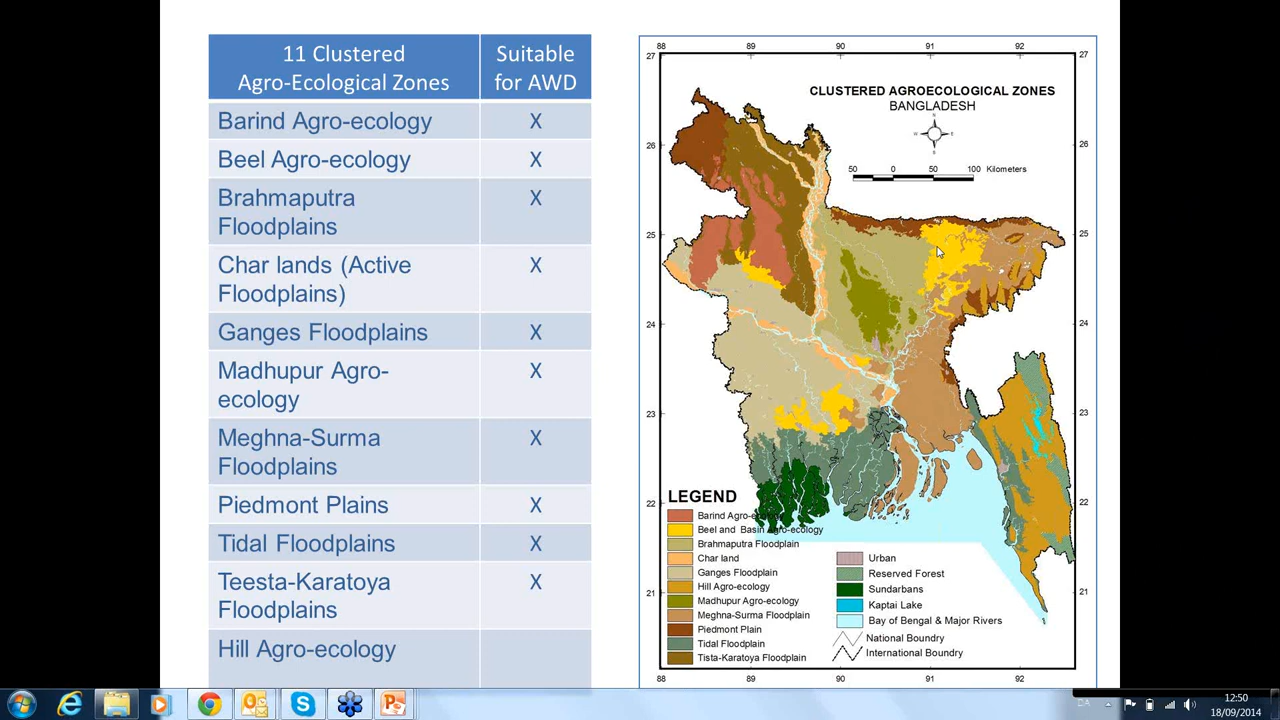 11 Clustered
Agro-Ecological Zones
Suitable
for AWD
Barind Agro-ecology
X
Beel Agro-ecology
X
Brahmaputra
Floodplains
X
Char lands (Active
Floodplains)
X
Ganges Floodplains
X
Madhupur Agro-
ecology
X
Meghna-Surma
Floodplains
X
Piedmont Plains
X
Tidal Floodplains
X
Teesta-Karatoya
Floodplains
X
Hill Agro-ecology
88 89 90 91 92
27 27
CLUSTERED AGROECOLOGICAL ZONES
BANGLADESH
N
W E
S
50 0 50 100 Kilometers
26 26
25 25
24 24
23 23
22 22
21 21
LEGEND
Barind Agro-ecology
Beel and Basin Agro-ecology
Brahmaputra Floodplain
Char land
Ganges Floodplain
Hill Agro-ecology
Madhupur Agro-ecology
Meghna-Surma Floodplain
Piedmont Plain
Tidal Floodplain
Tista-Karatoya Floodplain
Urban
Reserved Forest
Sundarbans
Kaptai Lake
Bay of Bengal & Major Rivers
National Boundry
International Boundry
88 89 90 91 92
DA
12:50
18/09/2014